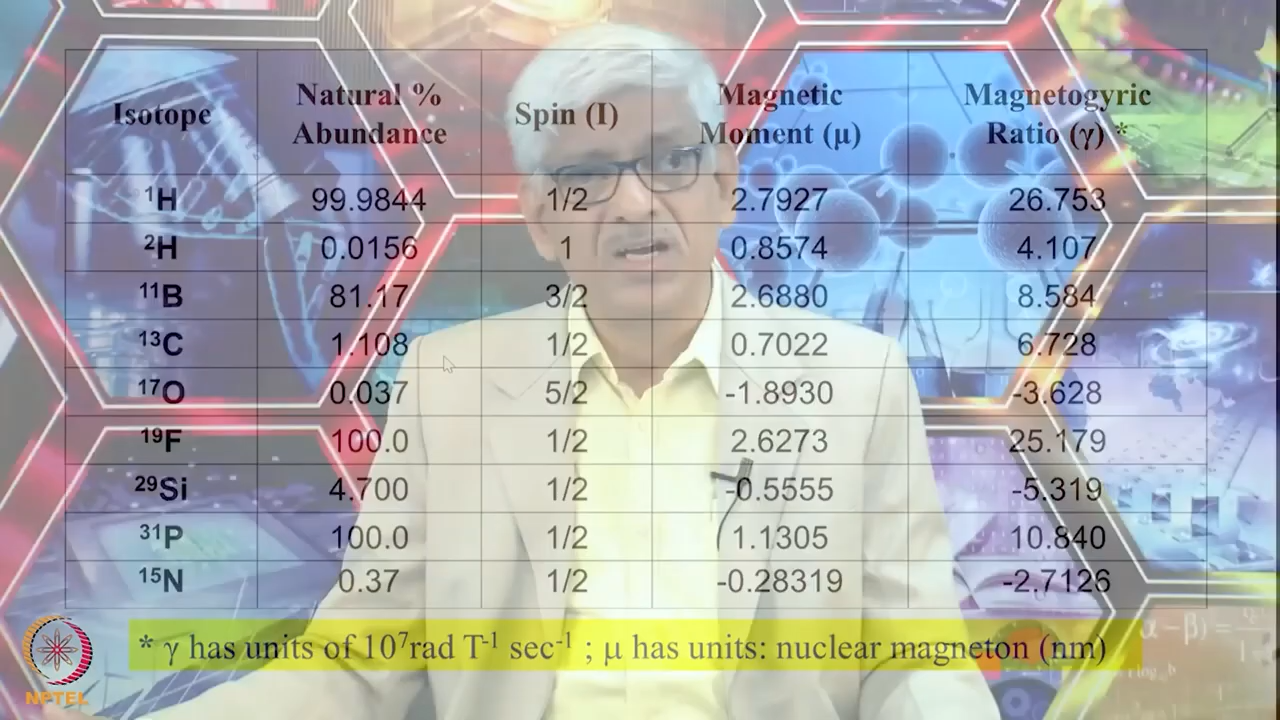 Isotope Natural % Abundance Spin (I) Magnetic Moment (μ) Magnetogyric Ratio (γ) *
¹H 99.9844 1/2 2.7927 26.753
²H 0.0156 1 0.8574 4.107
¹¹B 81.17 3/2 2.6880 8.584
¹³C 1.108 1/2 0.7022 6.728
¹⁷O 0.037 5/2 -1.8930 -3.628
¹⁹F 100.0 1/2 2.6273 25.179
²⁹Si 4.700 1/2 -0.5555 -5.319
³¹P 100.0 1/2 1.1305 10.840
¹⁵N 0.37 1/2 -0.28319 -2.7126
* γ has units of 10⁷rad T⁻¹ sec⁻¹ ; μ has units: nuclear magneton (nm)
α-β) =
NPTEL